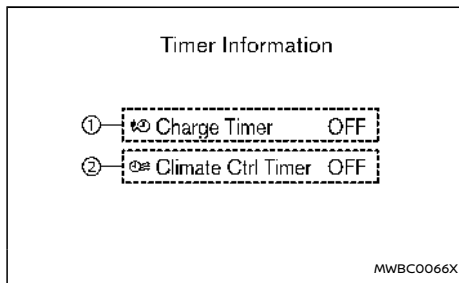 Timer Information
① Charge Timer OFF
② Climate Ctrl Timer OFF
MWBC0066X